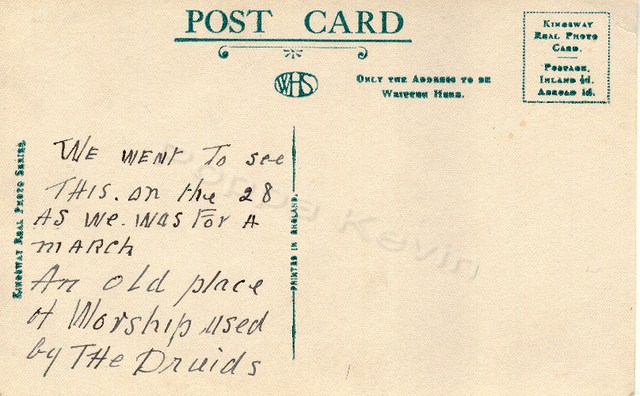 POST CARD
WHS
ONLY THE ADDRESS TO BE
WRITTEN HERE.
KINGSWAY
REAL PHOTO
CARD.
POSTAGE,
INLAND ½d.
ABROAD 1d.
KINGSWAY REAL PHOTO SERIES.
WE WENT To see
THIS. on the 28
AS We. WAS FOR A
MARCH
An old place
of Worship used
by THe Druids
PRINTED IN ENGLAND.
Poppa Kevin